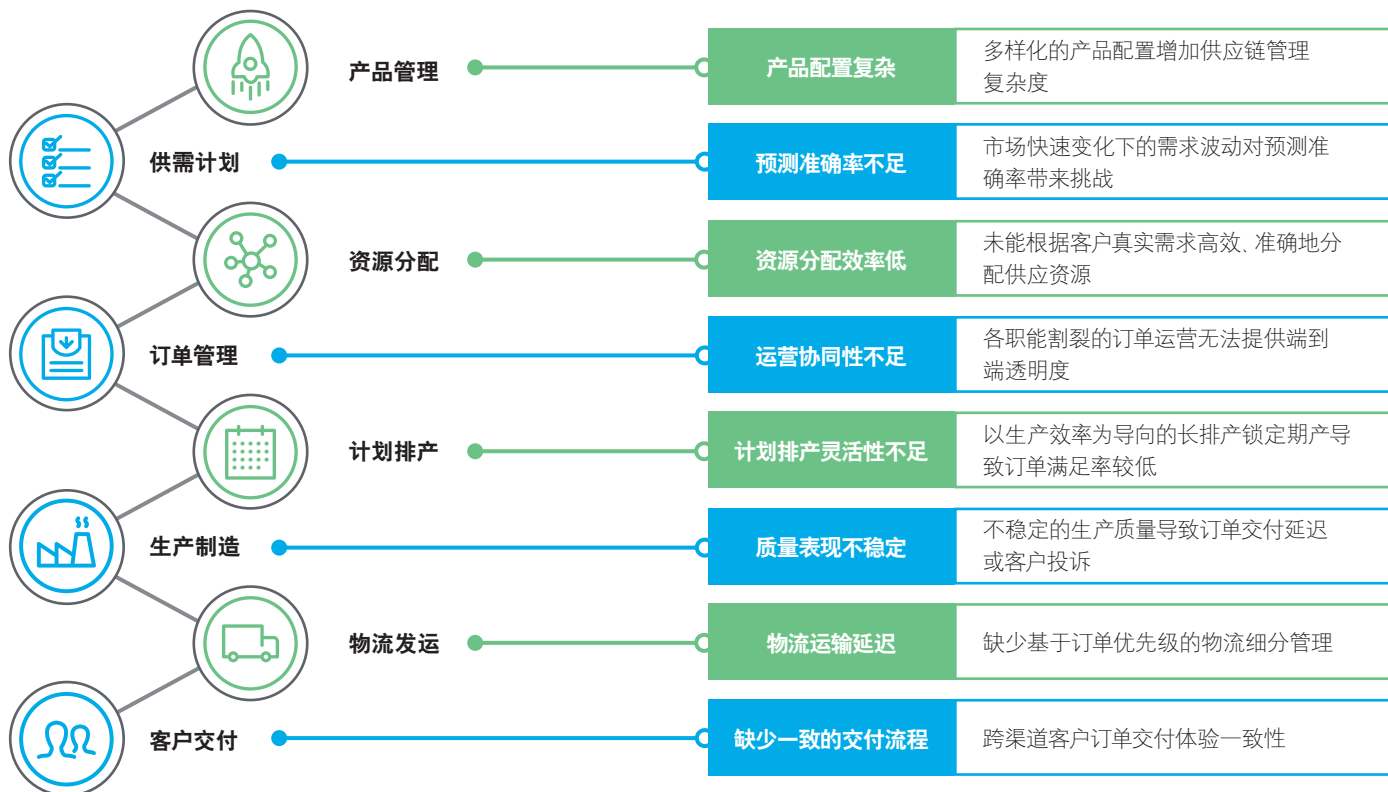 产品管理
产品配置复杂
多样化的产品配置增加供应链管理
复杂度
供需计划
预测准确率不足
市场快速变化下的需求波动对预测准
确率带来挑战
资源分配
资源分配效率低
未能根据客户真实需求高效、准确地分
配供应资源
订单管理
运营协同性不足
各职能割裂的订单运营无法提供端到
端透明度
计划排产
计划排产灵活性不足
以生产效率为导向的长排产锁定期产导
致订单满足率较低
生产制造
质量表现不稳定
不稳定的生产质量导致订单交付延迟
或客户投诉
物流发运
物流运输延迟
缺少基于订单优先级的物流细分管理
客户交付
缺少一致的交付流程
跨渠道客户订单交付体验一致性